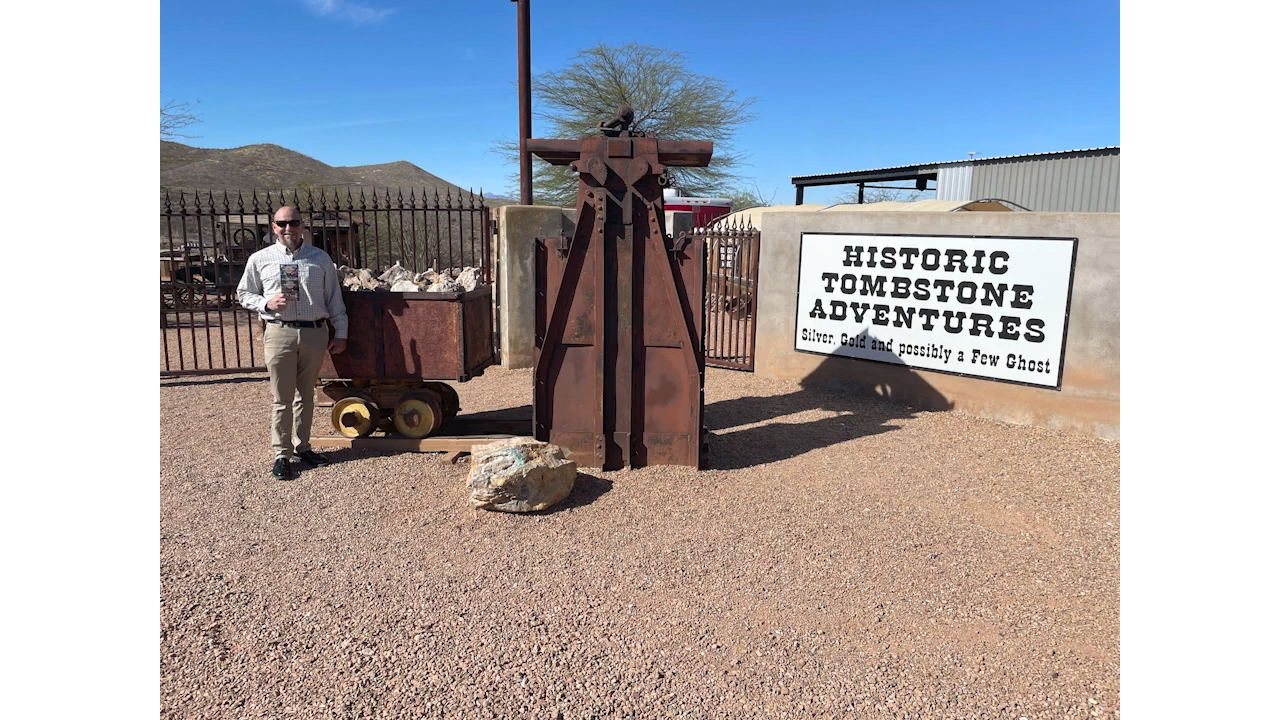 HISTORIC
TOMBSTONE
ADVENTURES
Silver, Gold and possibly a Few Ghost